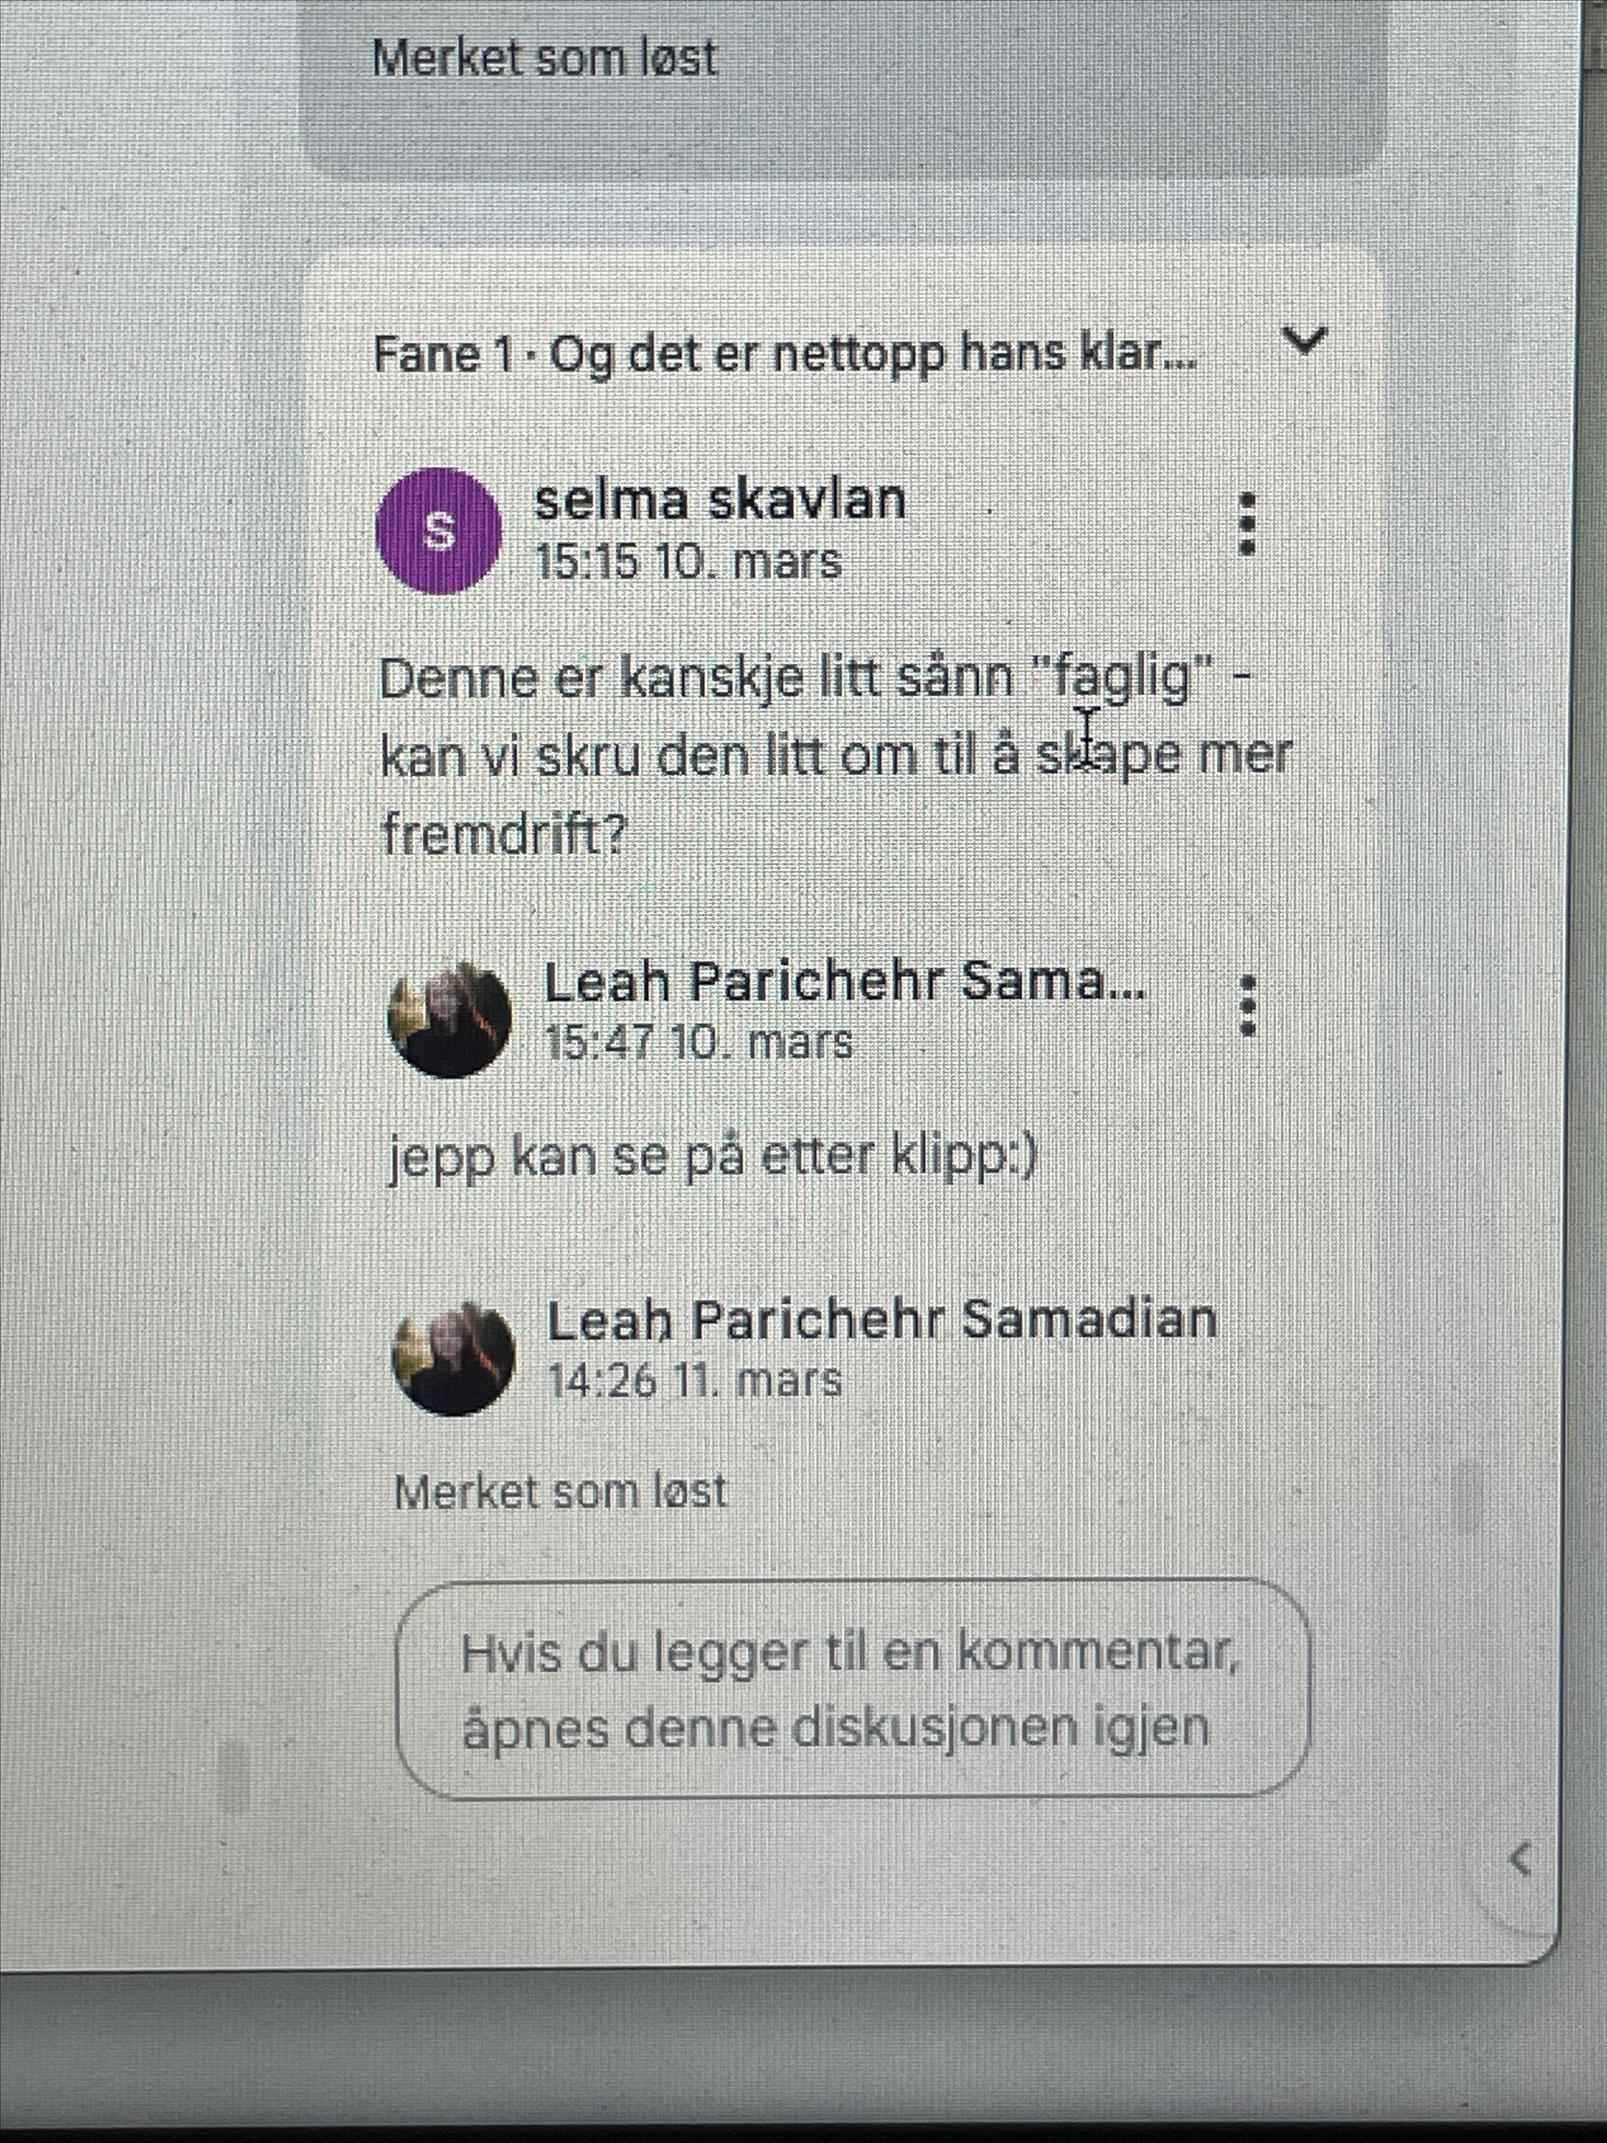 Merket som løst
Fane 1 · Og det er nettopp hans klar...
S
selma skavlan
15:15 10. mars
Denne er kanskje litt sånn "faglig" -
kan vi skru den litt om til å skape mer
fremdrift?
Leah Parichehr Sama...
15:47 10. mars
jepp kan se på etter klipp:)
Leah Parichehr Samadian
14:26 11. mars
Merket som løst
Hvis du legger til en kommentar,
åpnes denne diskusjonen igjen